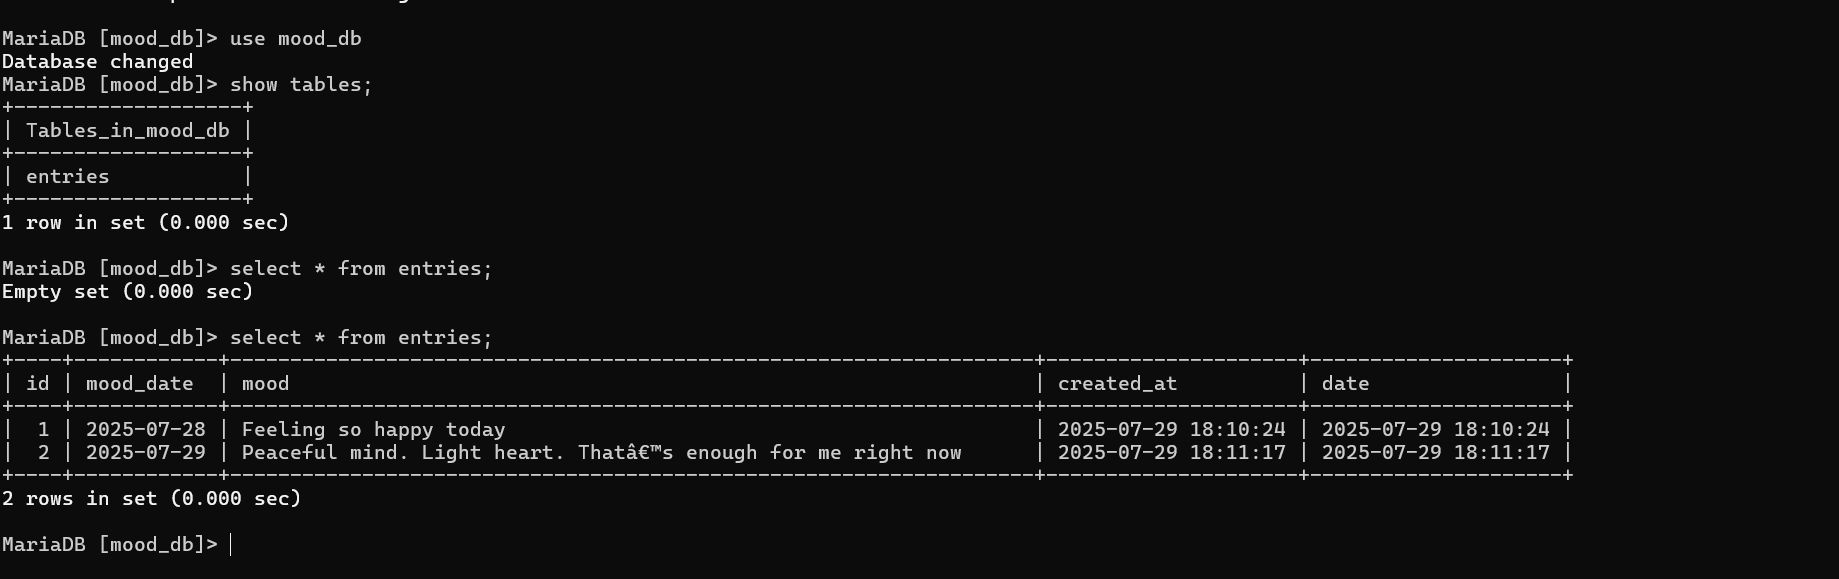 MariaDB [mood_db]> use mood_db
Database changed
MariaDB [mood_db]> show tables;
+-------------------+
| Tables_in_mood_db |
+-------------------+
| entries           |
+-------------------+
1 row in set (0.000 sec)
MariaDB [mood_db]> select * from entries;
Empty set (0.000 sec)
MariaDB [mood_db]> select * from entries;
+----+------------+-------------------------------------------------------------------+---------------------+---------------------+
| id | mood_date  | mood                                                              | created_at          | date                |
+----+------------+-------------------------------------------------------------------+---------------------+---------------------+
|  1 | 2025-07-28 | Feeling so happy today                                            | 2025-07-29 18:10:24 | 2025-07-29 18:10:24 |
|  2 | 2025-07-29 | Peaceful mind. Light heart. Thatâ€™s enough for me right now      | 2025-07-29 18:11:17 | 2025-07-29 18:11:17 |
+----+------------+-------------------------------------------------------------------+---------------------+---------------------+
2 rows in set (0.000 sec)
MariaDB [mood_db]>